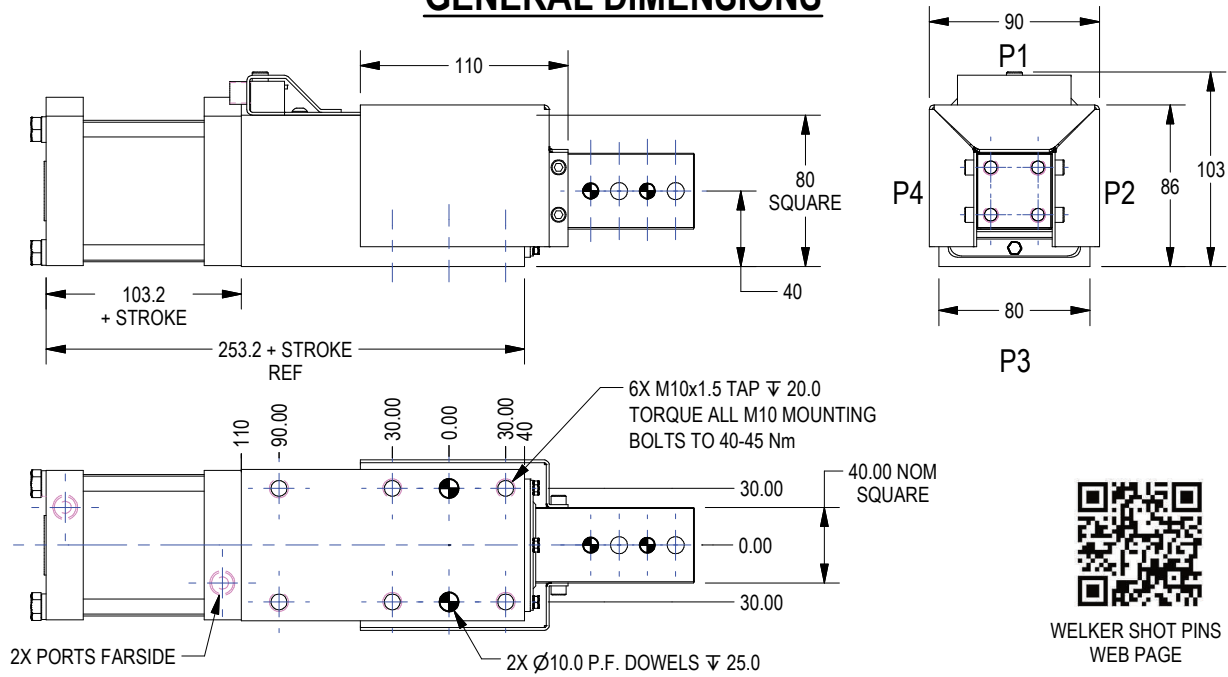 GENERAL DIMENSIONS
110
80
SQUARE
40
103.2
+ STROKE
253.2 + STROKE
REF
90
P1
P4
P2
86
103
80
P3
110
90.00
30.00
0.00
30.00
40
6X M10x1.5 TAP ↧ 20.0
TORQUE ALL M10 MOUNTING
BOLTS TO 40-45 Nm
30.00
0.00
30.00
40.00 NOM
SQUARE
2X PORTS FARSIDE
2X Ø10.0 P.F. DOWELS ↧ 25.0
WELKER SHOT PINS
WEB PAGE